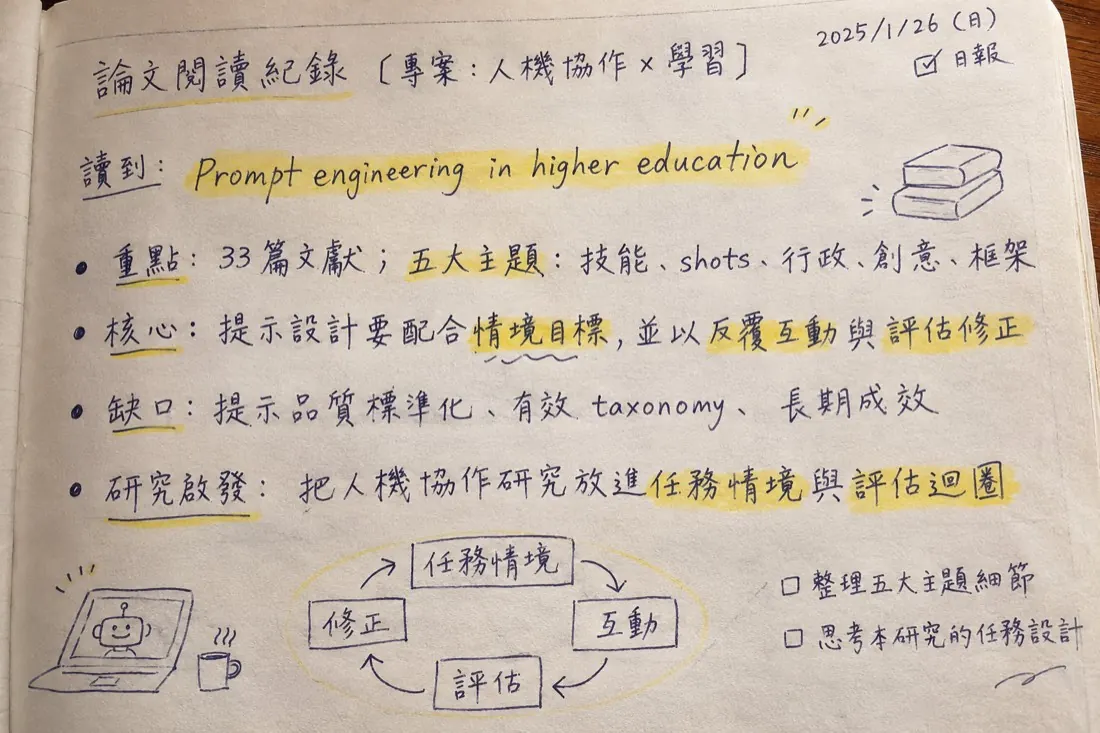 2025/1/26（日）
論文閱讀紀錄〔專案：人機協作×學習〕
☑ 日報
讀到：Prompt engineering in higher education
• 重點：33篇文獻；五大主題：技能、shots、行政、創意、框架
• 核心：提示設計要配合情境目標，並以反覆互動與評估修正
• 缺口：提示品質標準化、有效 taxonomy、長期成效
• 研究啟發：把人機協作研究放進任務情境與評估迴圈
任務情境
互動
評估
修正
□ 整理五大主題細節
□ 思考本研究的任務設計